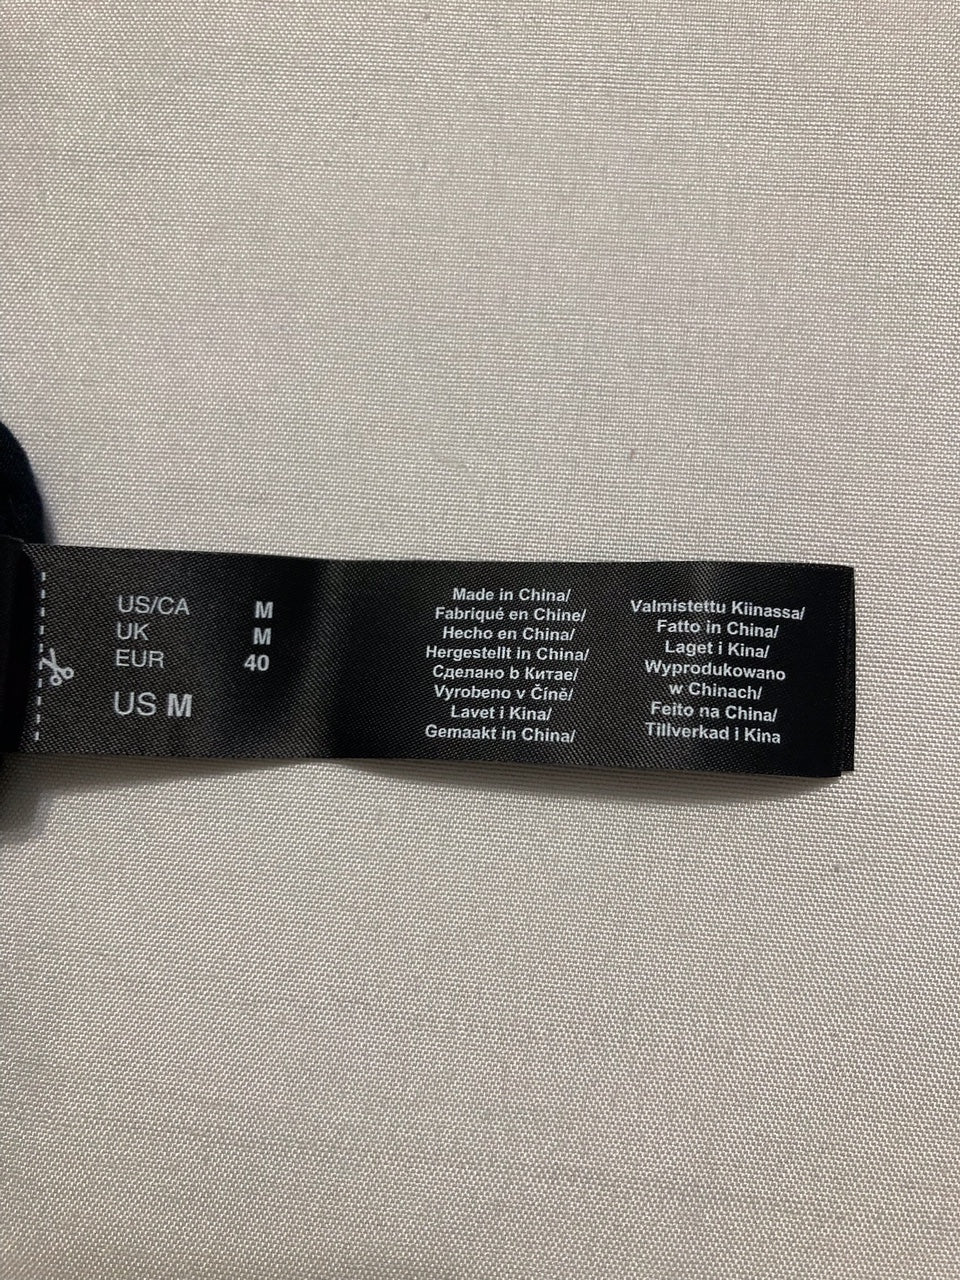 US/CA M
UK M
EUR 40
US M
Made in China/
Fabriqué en Chine/
Hecho en China/
Hergestellt in China/
Сделано b Китае/
Vyrobeno v Číně/
Lavet i Kina/
Gemaakt in China/
Valmistettu Kiinassa/
Fatto in China/
Laget i Kina/
Wyprodukowano
w Chinach/
Feito na China/
Tillverkad i Kina